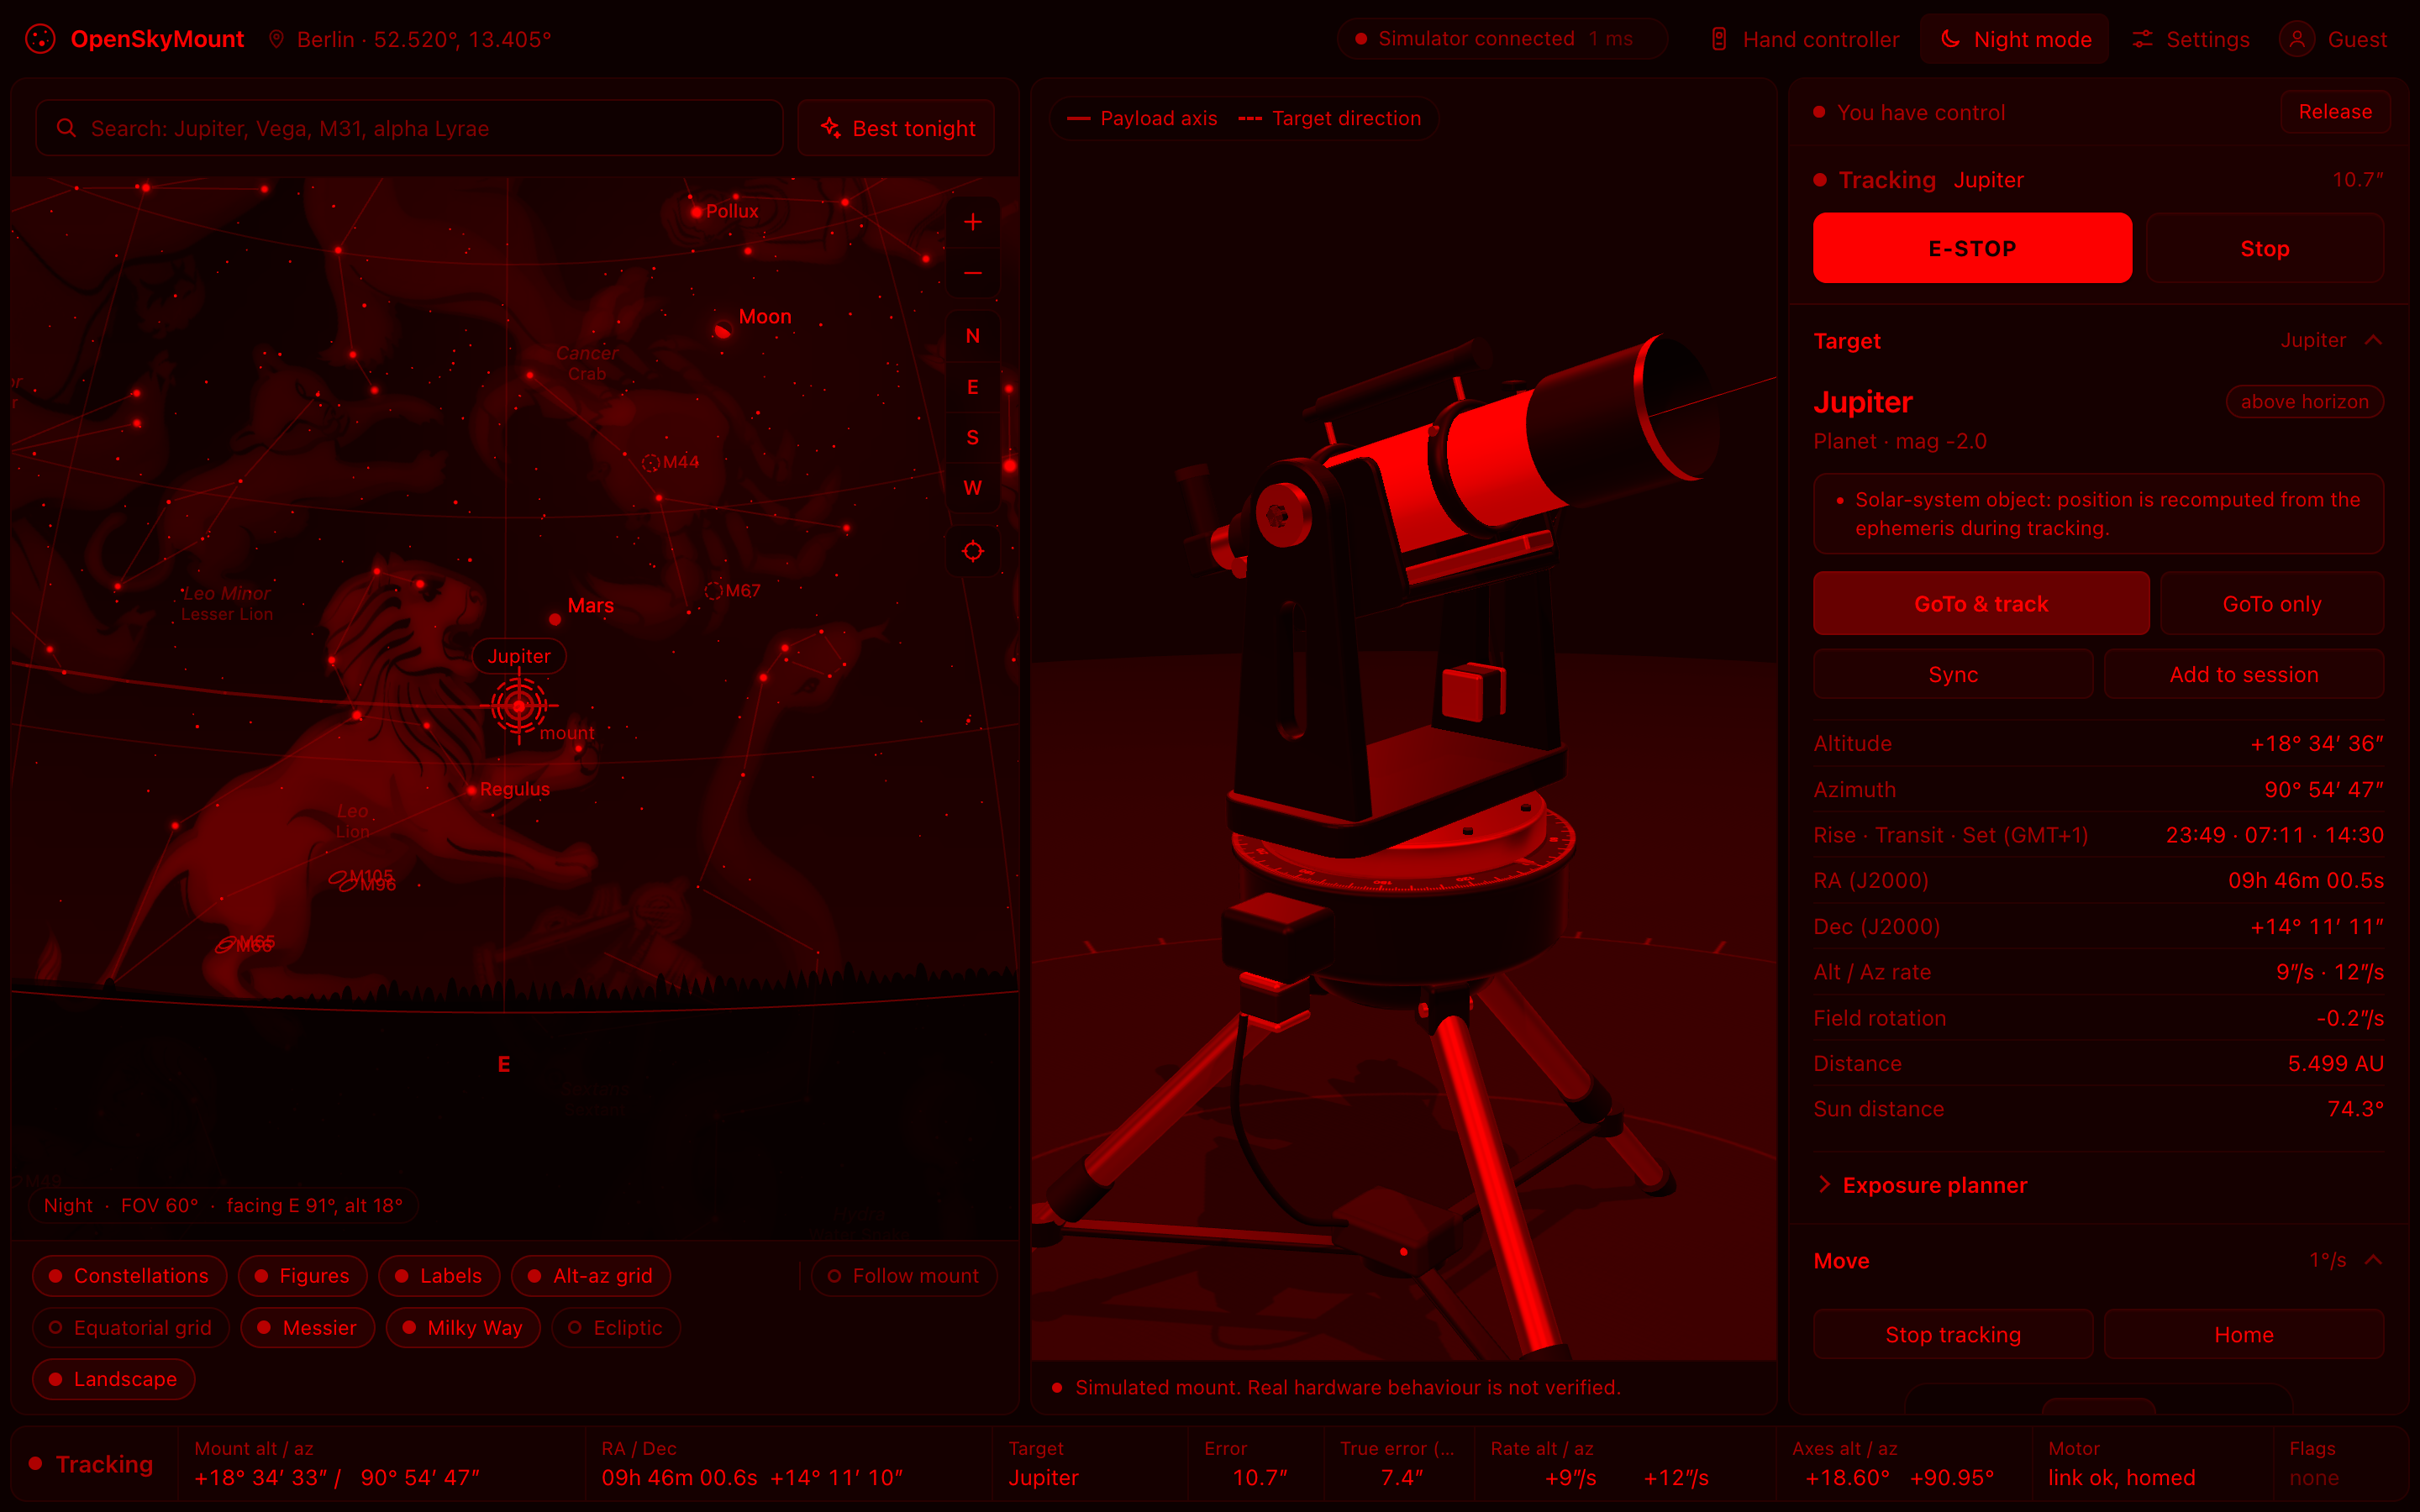 OpenSkyMount
Berlin · 52.520°, 13.405°
Simulator connected 1 ms
Hand controller
Night mode
Settings
Guest
Search: Jupiter, Vega, M31, alpha Lyrae
Best tonight
Pollux
Moon
Cancer
Crab
M44
M67
Leo Minor
Lesser Lion
Mars
Jupiter
mount
Regulus
Leo
Lion
M105
M96
M65
M66
E
+
−
N
E
S
W
Night · FOV 60° · facing E 91°, alt 18°
Constellations
Figures
Labels
Alt-az grid
Follow mount
Equatorial grid
Messier
Milky Way
Ecliptic
Landscape
Payload axis
Target direction
Simulated mount. Real hardware behaviour is not verified.
You have control
Release
Tracking Jupiter 10.7″
E-STOP
Stop
Target Jupiter
Jupiter
above horizon
Planet · mag -2.0
• Solar-system object: position is recomputed from the
ephemeris during tracking.
GoTo & track
GoTo only
Sync
Add to session
Altitude +18° 34′ 36″
Azimuth 90° 54′ 47″
Rise · Transit · Set (GMT+1) 23:49 · 07:11 · 14:30
RA (J2000) 09h 46m 00.5s
Dec (J2000) +14° 11′ 11″
Alt / Az rate 9″/s · 12″/s
Field rotation -0.2″/s
Distance 5.499 AU
Sun distance 74.3°
Exposure planner
Move 1°/s
Stop tracking
Home
Tracking
Mount alt / az
+18° 34′ 33″ / 90° 54′ 47″
RA / Dec
09h 46m 00.6s +14° 11′ 10″
Target
Jupiter
Error
10.7″
True error (...
7.4″
Rate alt / az
+9″/s +12″/s
Axes alt / az
+18.60° +90.95°
Motor
link ok, homed
Flags
none